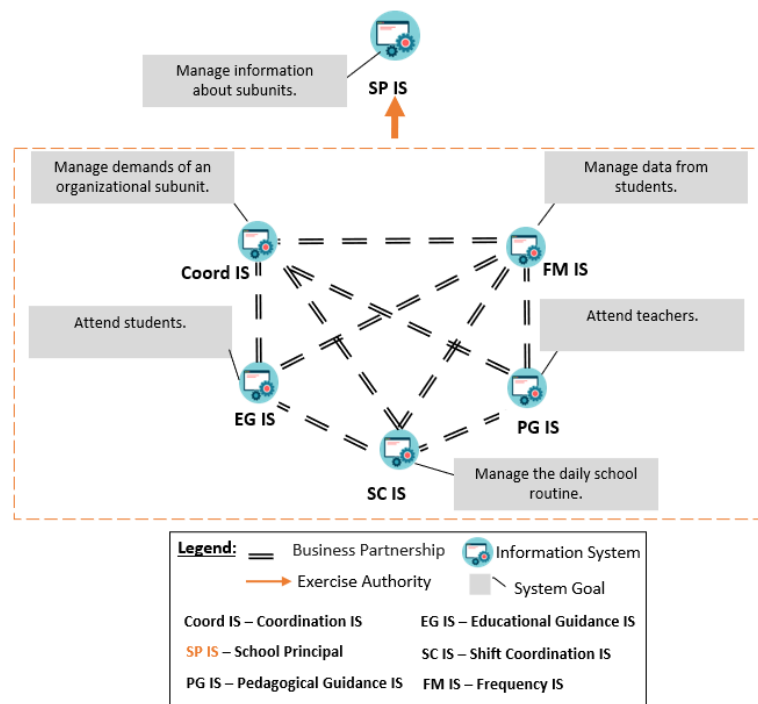 Manage information
about subunits.
SP IS
Manage demands of an
organizational subunit.
Manage data from
students.
Coord IS
FM IS
Attend students.
Attend teachers.
EG IS
PG IS
SC IS
Manage the daily school
routine.
Legend:
Business Partnership
Information System
Exercise Authority
System Goal
Coord IS – Coordination IS
EG IS – Educational Guidance IS
SP IS – School Principal
SC IS – Shift Coordination IS
PG IS – Pedagogical Guidance IS
FM IS – Frequency IS